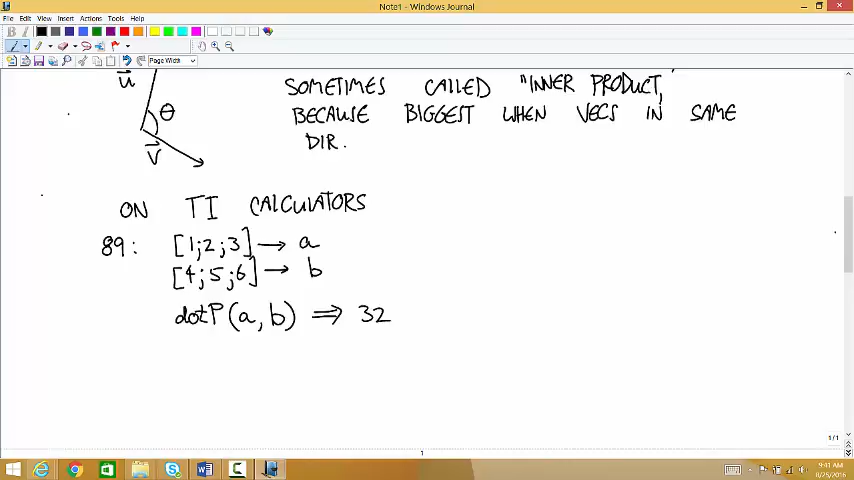 Note1 - Windows Journal
File Edit View Insert Actions Tools Help
B I
Page Width
u
θ
v
SOMETIMES CALLED "INNER PRODUCT,"
BECAUSE BIGGEST WHEN VECS IN SAME
DIR.
ON TI CALCULATORS
89: [1;2;3] → a
[4;5;6] → b
dotP(a, b) ⇒ 32
1/1
1
9:41 AM
8/25/2016